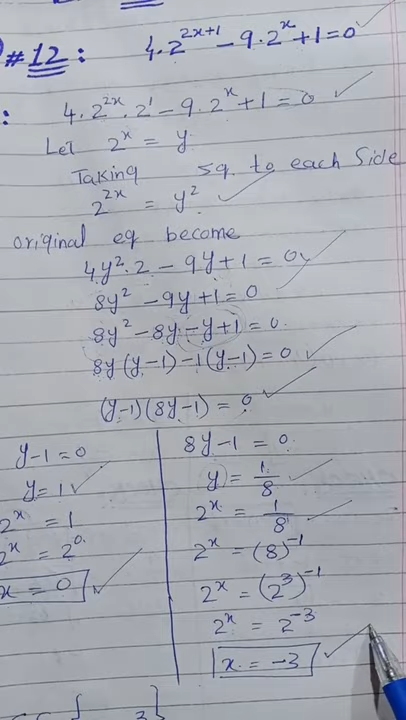 #12: 4.2^{2x+1} - 9.2^x + 1 = 0
: 4.2^{2x}.2^1 - 9.2^x + 1 = 0
Let 2^x = y
Taking sq. to each Side
2^{2x} = y^2
original eq become
4y^2.2 - 9y + 1 = 0
8y^2 - 9y + 1 = 0
8y^2 - 8y - y + 1 = 0
8y(y-1) - 1(y-1) = 0
(y-1)(8y-1) = 0
y-1 = 0
y = 1
2^x = 1
2^x = 2^0
x = 0
8y-1 = 0
y = 1/8
2^x = 1/8
2^x = (8)^{-1}
2^x = (2^3)^{-1}
2^x = 2^{-3}
x = -3